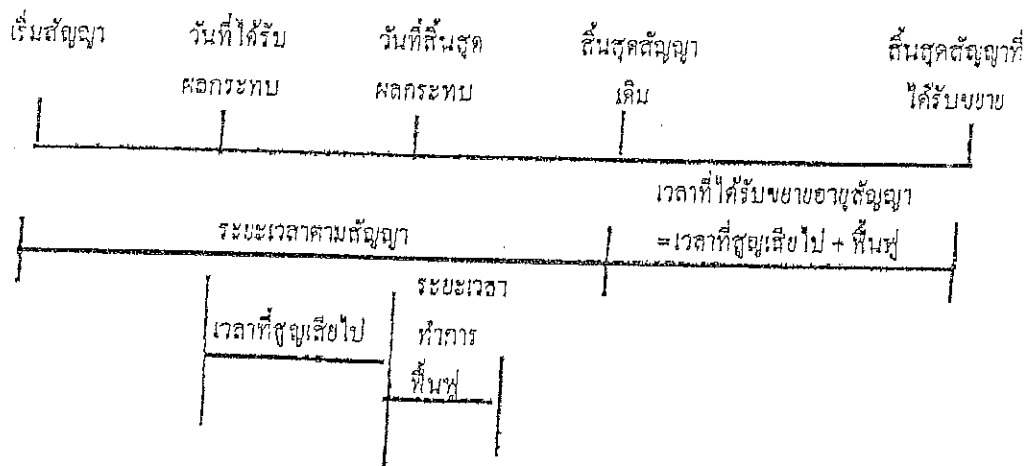 เริ่มสัญญา
วันที่ได้รับ
ผลกระทบ
วันที่สิ้นสุด
ผลกระทบ
สิ้นสุดสัญญา
เดิม
สิ้นสุดสัญญาที่
ได้รับขยาย
เวลาที่ได้รับขยายอายุสัญญา
=เวลาที่สูญเสียไป + ฟื้นฟู
ระยะเวลาตามสัญญา
เวลาที่สูญเสียไป
ระยะเวลา
ทำการ
ฟื้นฟู